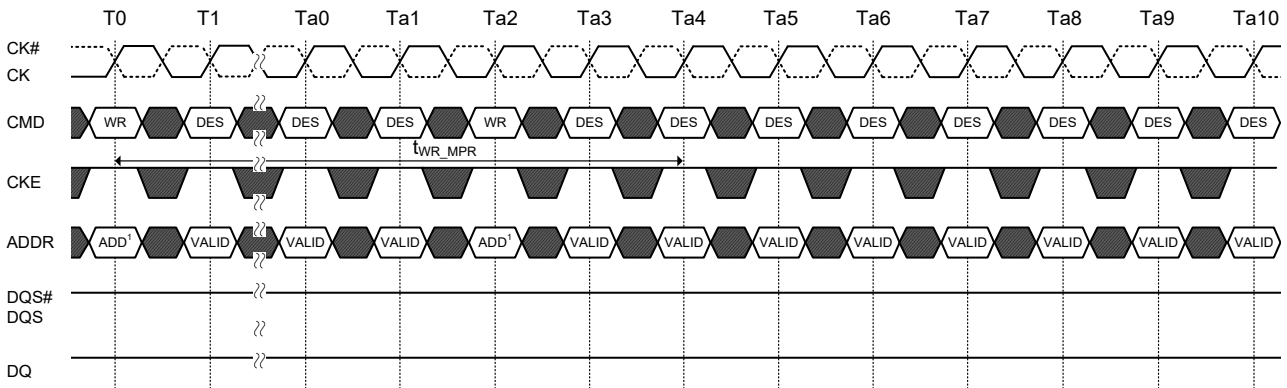 T0 T1 Ta0 Ta1 Ta2 Ta3 Ta4 Ta5 Ta6 Ta7 Ta8 Ta9 Ta10
CK#
CK
CMD WR DES DES DES WR DES DES DES DES DES DES DES DES
tWR_MPR
CKE
ADDR ADD¹ VALID VALID VALID ADD¹ VALID VALID VALID VALID VALID VALID VALID VALID
DQS#
DQS
DQ